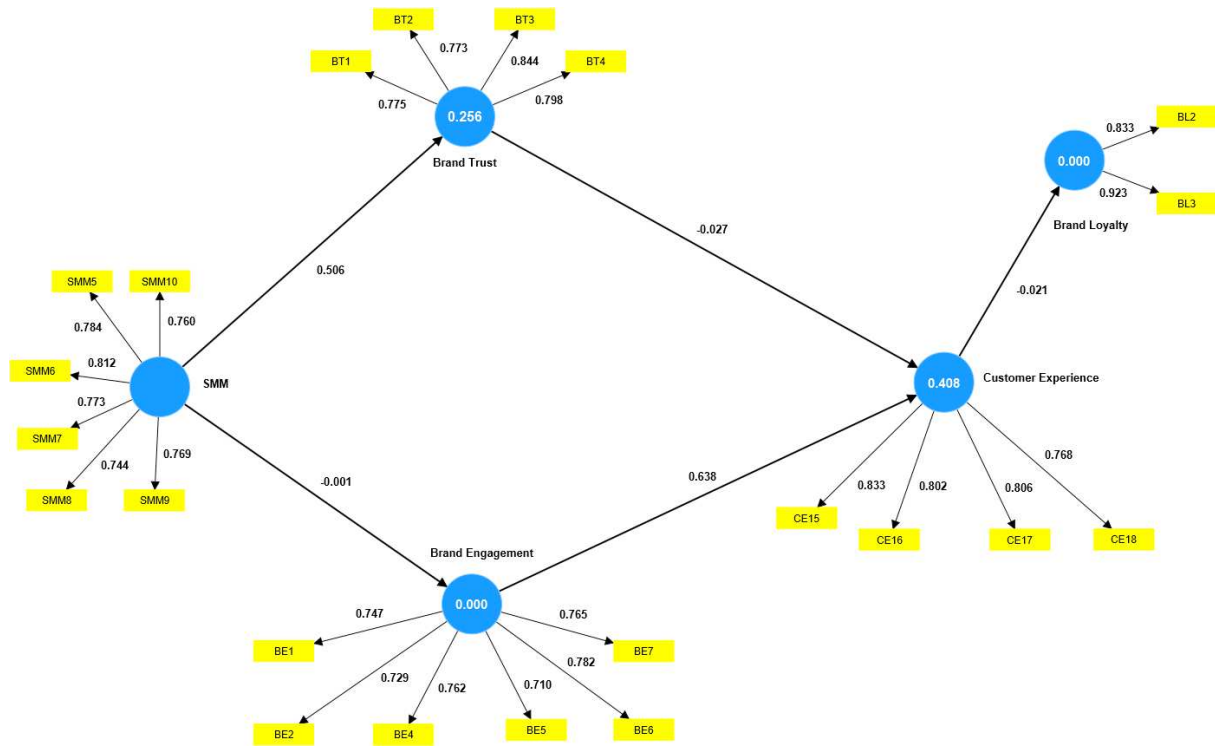 BT2
BT3
BT1
BT4
0.773
0.844
0.775
0.798
0.256
Brand Trust
BL2
0.833
0.000
0.923
BL3
Brand Loyalty
-0.027
0.506
-0.021
SMM5
SMM10
0.784
0.760
SMM6
0.812
SMM
0.773
SMM7
0.744
0.769
SMM8
SMM9
0.408
Customer Experience
-0.001
0.638
0.833
0.802
0.806
0.768
CE15
CE16
CE17
CE18
Brand Engagement
0.000
0.747
0.765
BE1
BE7
0.729
0.762
0.710
0.782
BE2
BE4
BE5
BE6